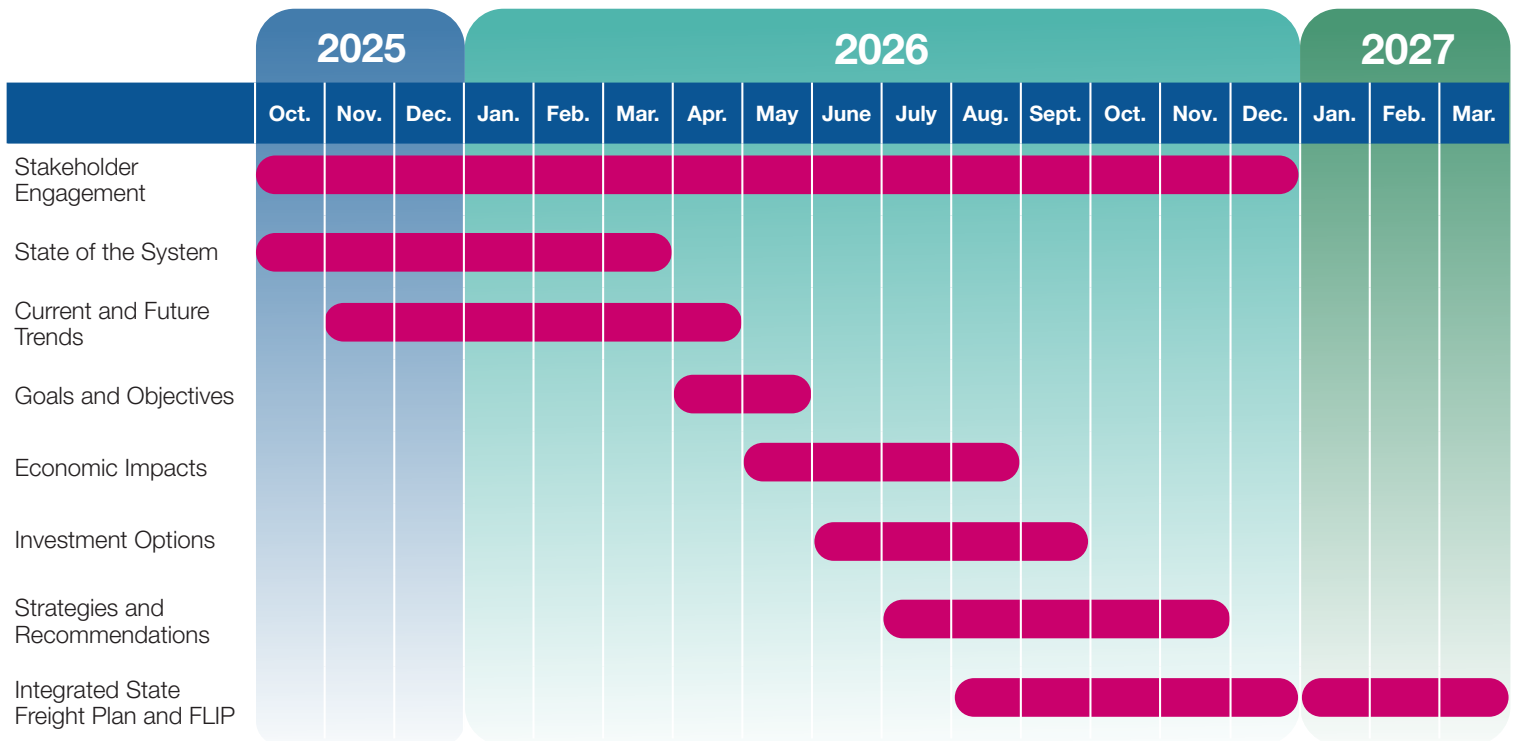 2025 2026 2027
Oct. Nov. Dec. Jan. Feb. Mar. Apr. May June July Aug. Sept. Oct. Nov. Dec. Jan. Feb. Mar.
Stakeholder
Engagement
State of the System
Current and Future
Trends
Goals and Objectives
Economic Impacts
Investment Options
Strategies and
Recommendations
Integrated State
Freight Plan and FLIP